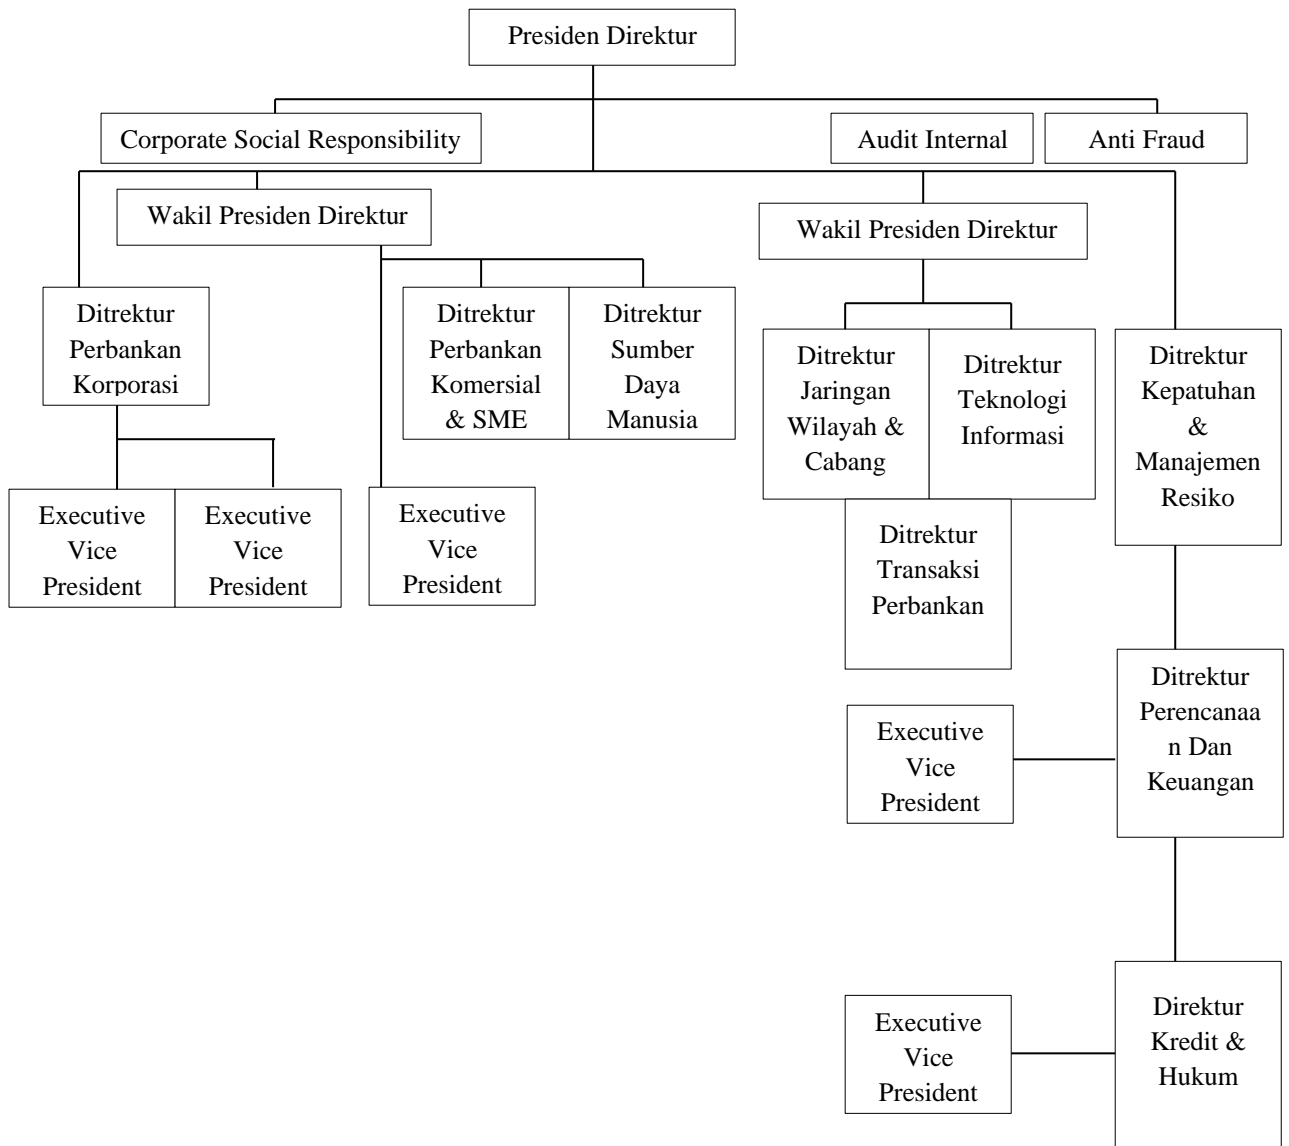 Presiden Direktur
Corporate Social Responsibility
Audit Internal
Anti Fraud
Wakil Presiden Direktur
Wakil Presiden Direktur
Ditrektur
Perbankan
Korporasi
Ditrektur
Perbankan
Komersial
& SME
Ditrektur
Sumber
Daya
Manusia
Ditrektur
Jaringan
Wilayah &
Cabang
Ditrektur
Teknologi
Informasi
Ditrektur
Kepatuhan
&
Manajemen
Resiko
Executive
Vice
President
Executive
Vice
President
Executive
Vice
President
Ditrektur
Transaksi
Perbankan
Ditrektur
Perencanaa
n Dan
Keuangan
Executive
Vice
President
Direktur
Kredit &
Hukum
Executive
Vice
President